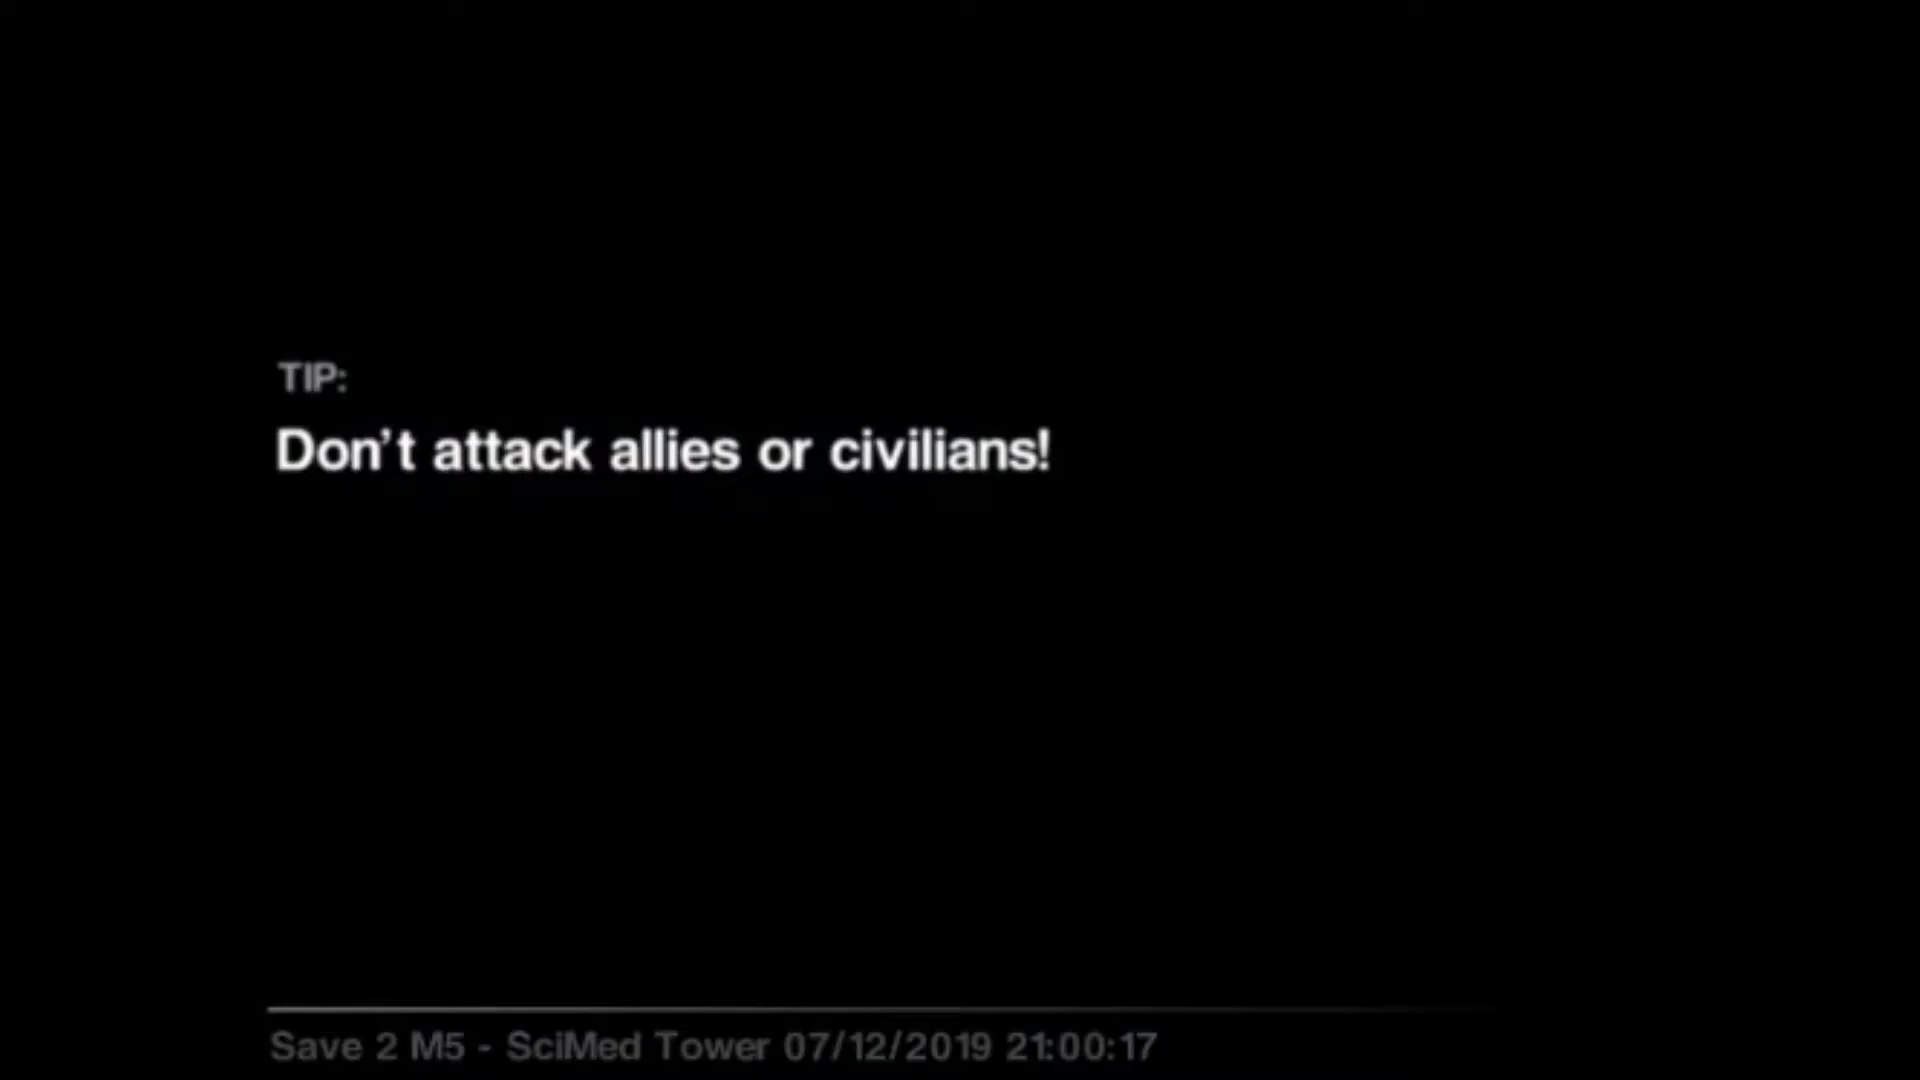 TIP:
Don't attack allies or civilians!
Save 2 M5 - SciMed Tower 07/12/2019 21:00:17